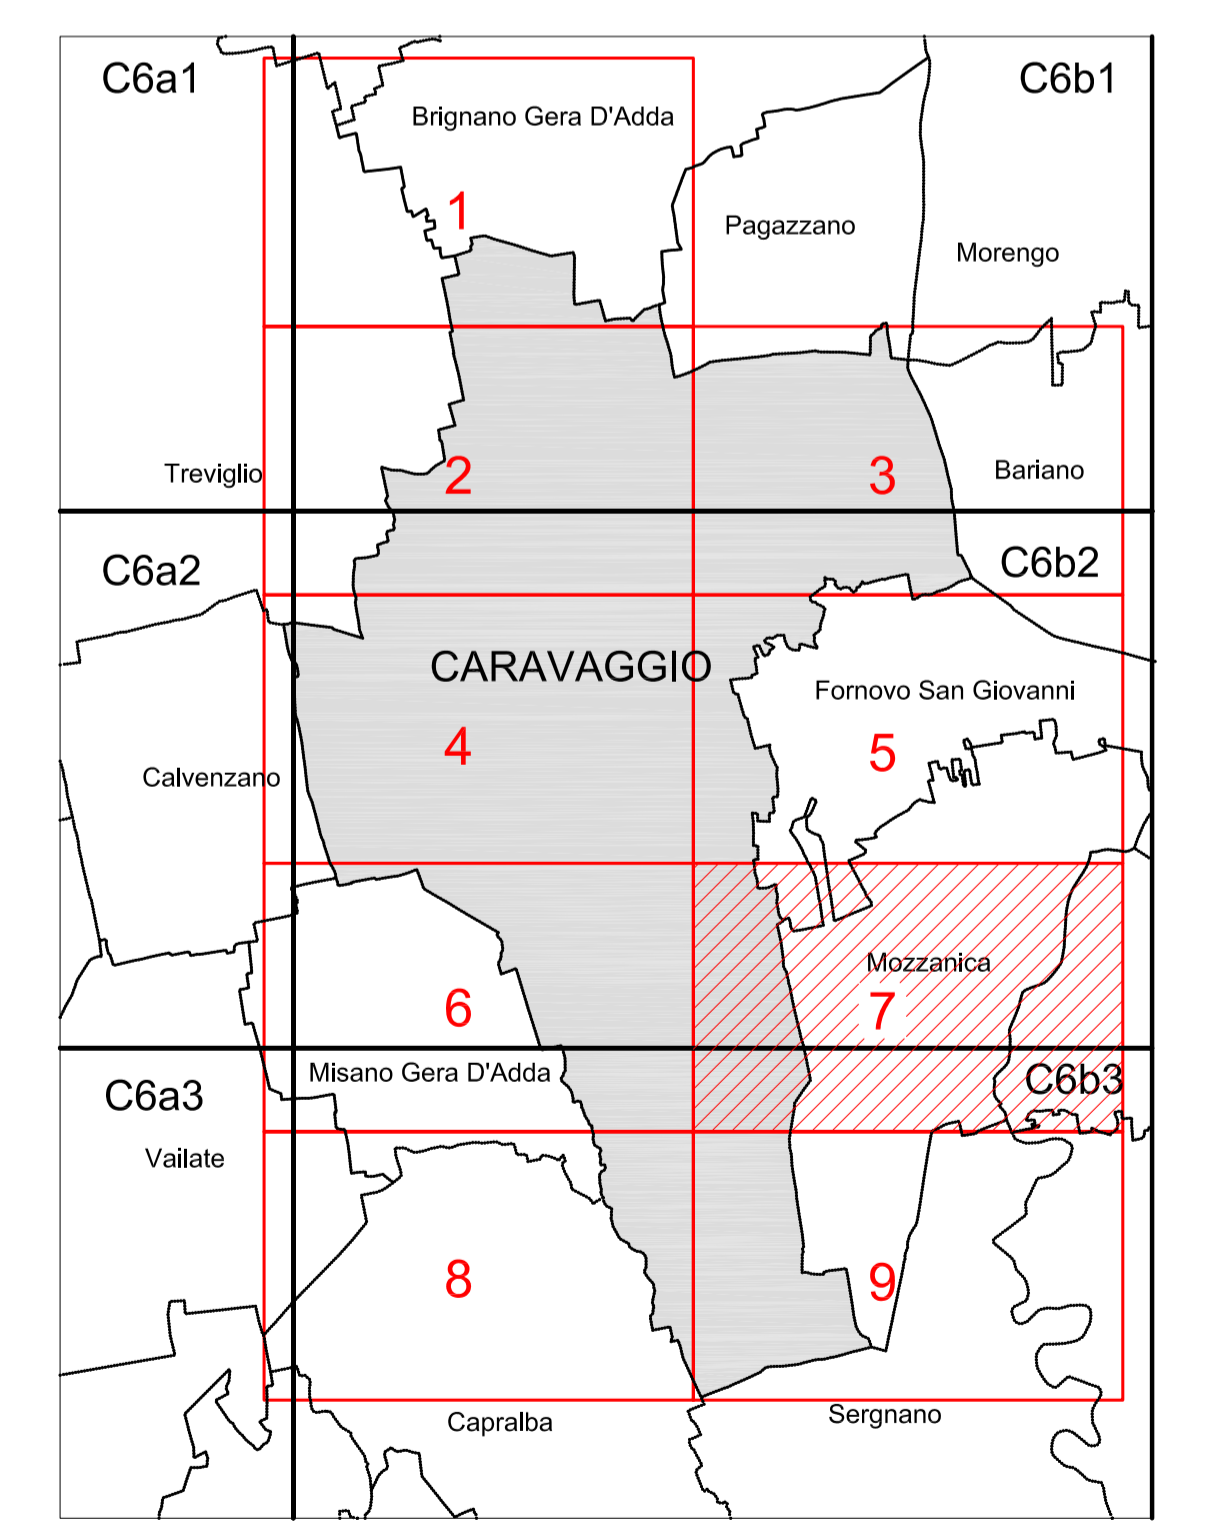 C6a1
C6b1
Brignano Gera D'Adda
1
Pagazzano
Morengo
Treviglio
2
3
Bariano
C6a2
C6b2
CARAVAGGIO
Fornovo San Giovanni
4
5
Calvenzano
Mozzanica
6
7
Misano Gera D'Adda
C6b3
C6a3
Vailate
8
9
Capralba
Sergnano